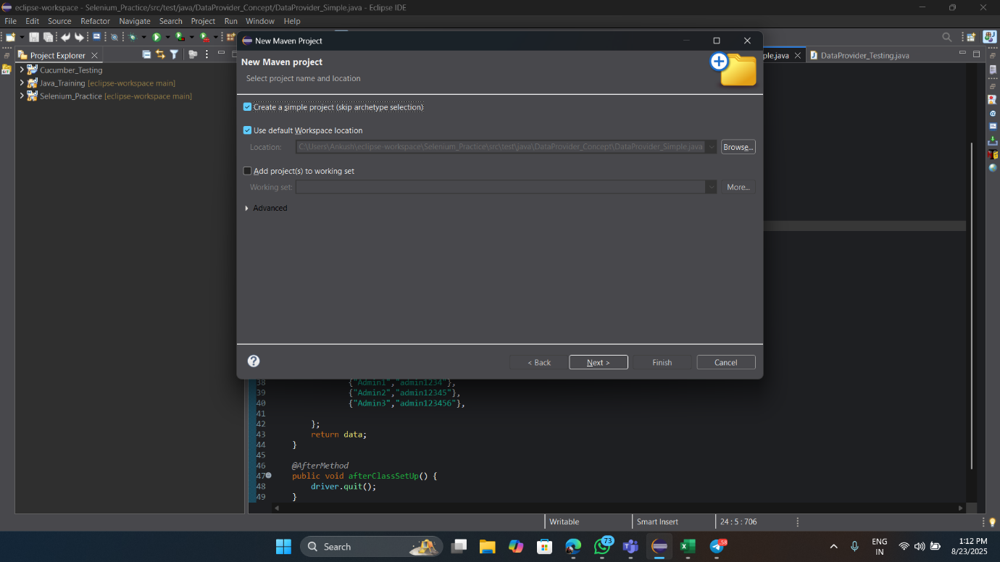 eclipse-workspace - Selenium_Practice/src/test/java/DataProvider_Concept/DataProvider_Simple.java - Eclipse IDE
File Edit Source Refactor Navigate Search Project Run Window Help
Project Explorer
Cucumber_Testing
Java_Training [eclipse-workspace main]
Selenium_Practice [eclipse-workspace main]
ple.java
DataProvider_Testing.java
New Maven Project
New Maven project
Select project name and location
Create a simple project (skip archetype selection)
Use default Workspace location
Location: C:\Users\Ankush\eclipse-workspace\Selenium_Practice\src\test\java\DataProvider_Concept\DataProvider_Simple.java Browse...
Add project(s) to working set
Working set: More...
Advanced
? < Back Next > Finish Cancel
38 {"Admin1","admin1234"},
39 {"Admin2","admin12345"},
40 {"Admin3","admin123456"},
41
42 };
43 return data;
44 }
45
46 @AfterMethod
47 public void afterClassSetUp() {
48 driver.quit();
49 }
Writable Smart Insert 24 : 5 : 706
Search
73
58
ENG
IN
1:12 PM
8/23/2025